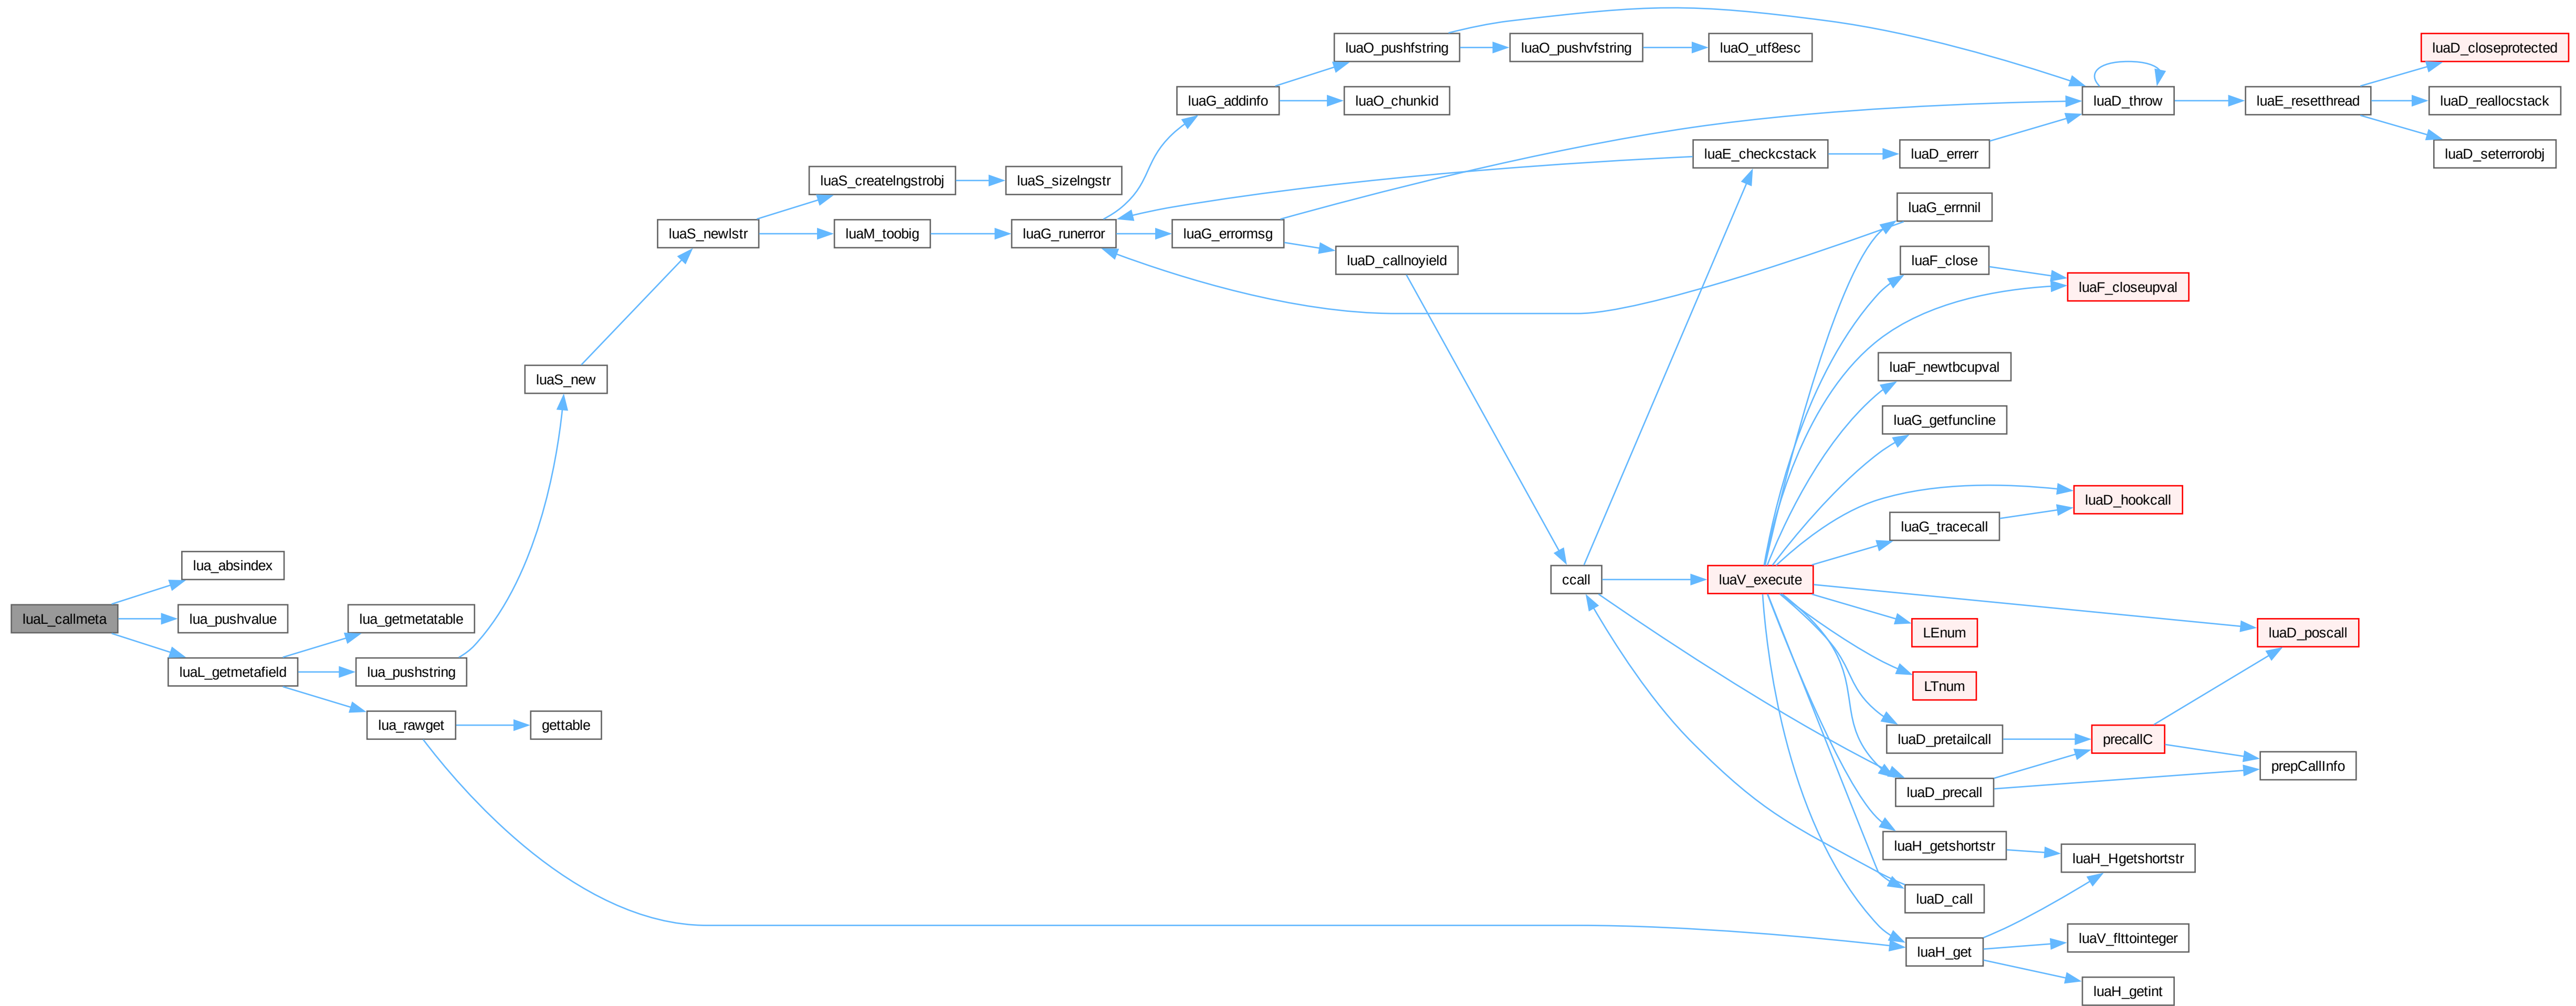 luaL_callmeta
lua_absindex
lua_pushvalue
luaL_getmetafield
lua_getmetatable
lua_pushstring
lua_rawget
luaS_new
gettable
luaS_newlstr
luaS_createlngstrobj
luaM_toobig
luaS_sizelngstr
luaG_runerror
luaG_addinfo
luaG_errormsg
luaO_pushfstring
luaO_chunkid
luaD_callnoyield
luaO_pushvfstring
luaO_utf8esc
luaE_checkcstack
ccall
luaV_execute
luaD_errerr
luaG_errnnil
luaF_close
luaF_newtbcupval
luaG_getfuncline
luaG_tracecall
LEnum
LTnum
luaD_pretailcall
luaD_precall
luaH_getshortstr
luaD_call
luaH_get
luaD_throw
luaF_closeupval
luaD_hookcall
precallC
luaH_Hgetshortstr
luaV_flttointeger
luaH_getint
luaE_resetthread
luaD_poscall
prepCallInfo
luaD_closeprotected
luaD_reallocstack
luaD_seterrorobj